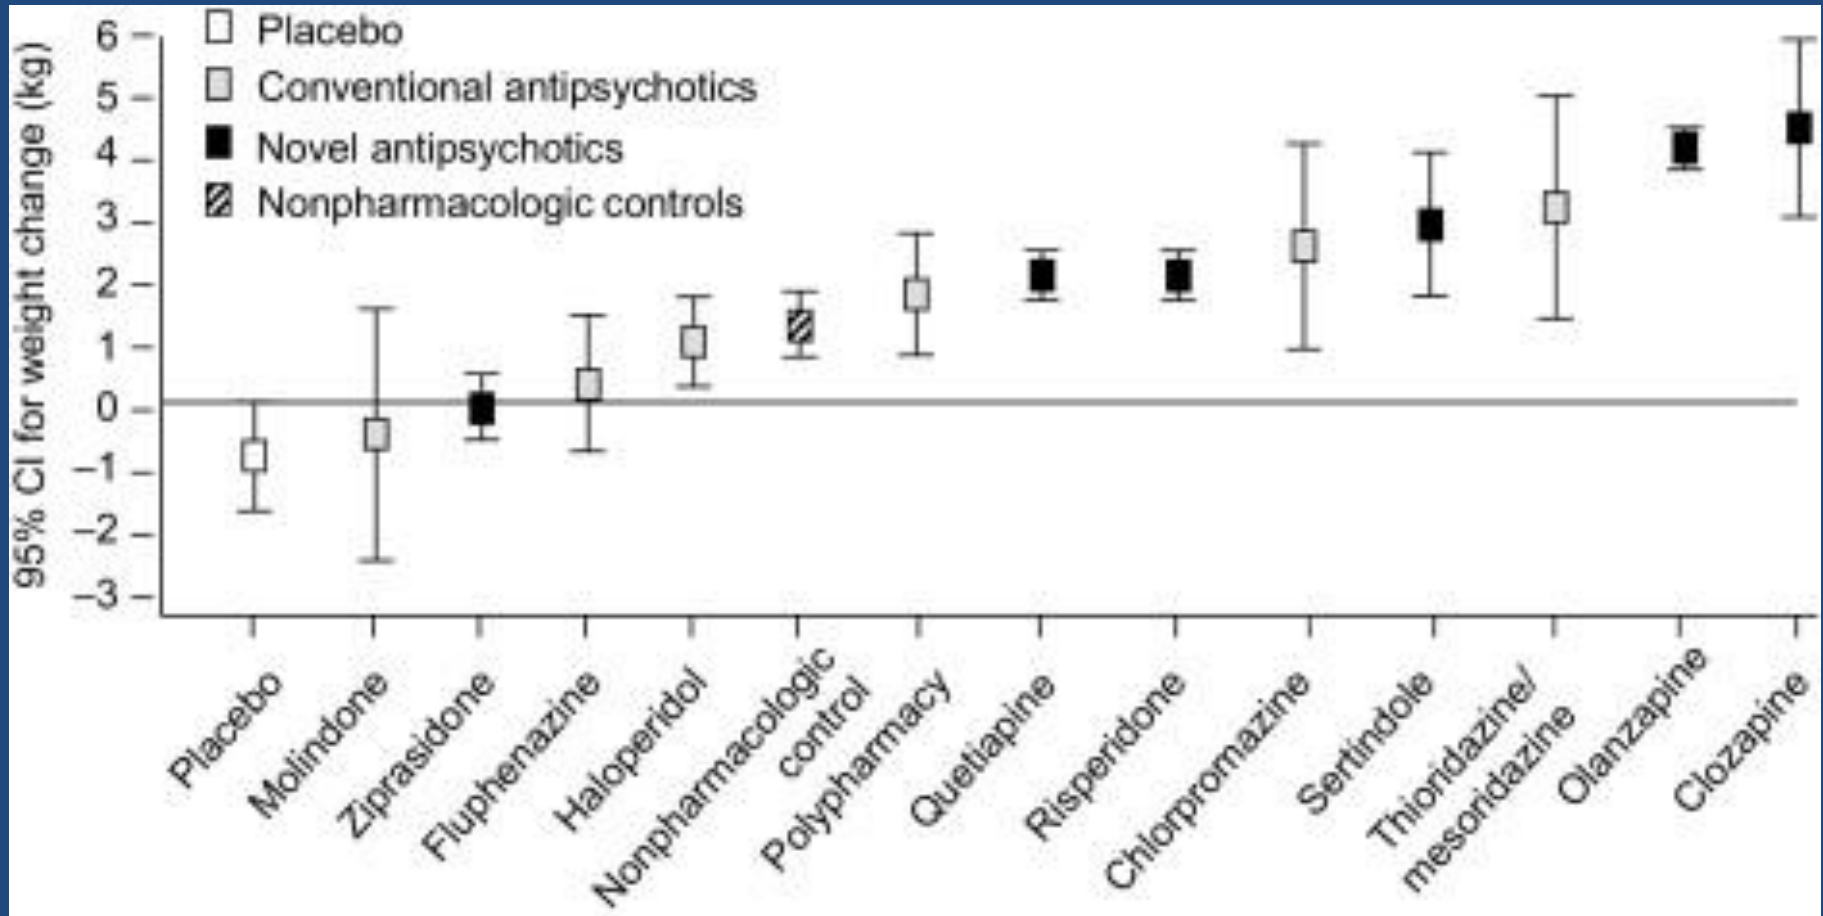 95% CI for weight change (kg)
6
5
4
3
2
1
0
–1
–2
–3
Placebo
Conventional antipsychotics
Novel antipsychotics
Nonpharmacologic controls
Placebo
Molindone
Ziprasidone
Fluphenazine
Haloperidol
Nonpharmacologic
control
Polypharmacy
Quetiapine
Risperidone
Chlorpromazine
Sertindole
Thioridazine/
mesoridazine
Olanzapine
Clozapine